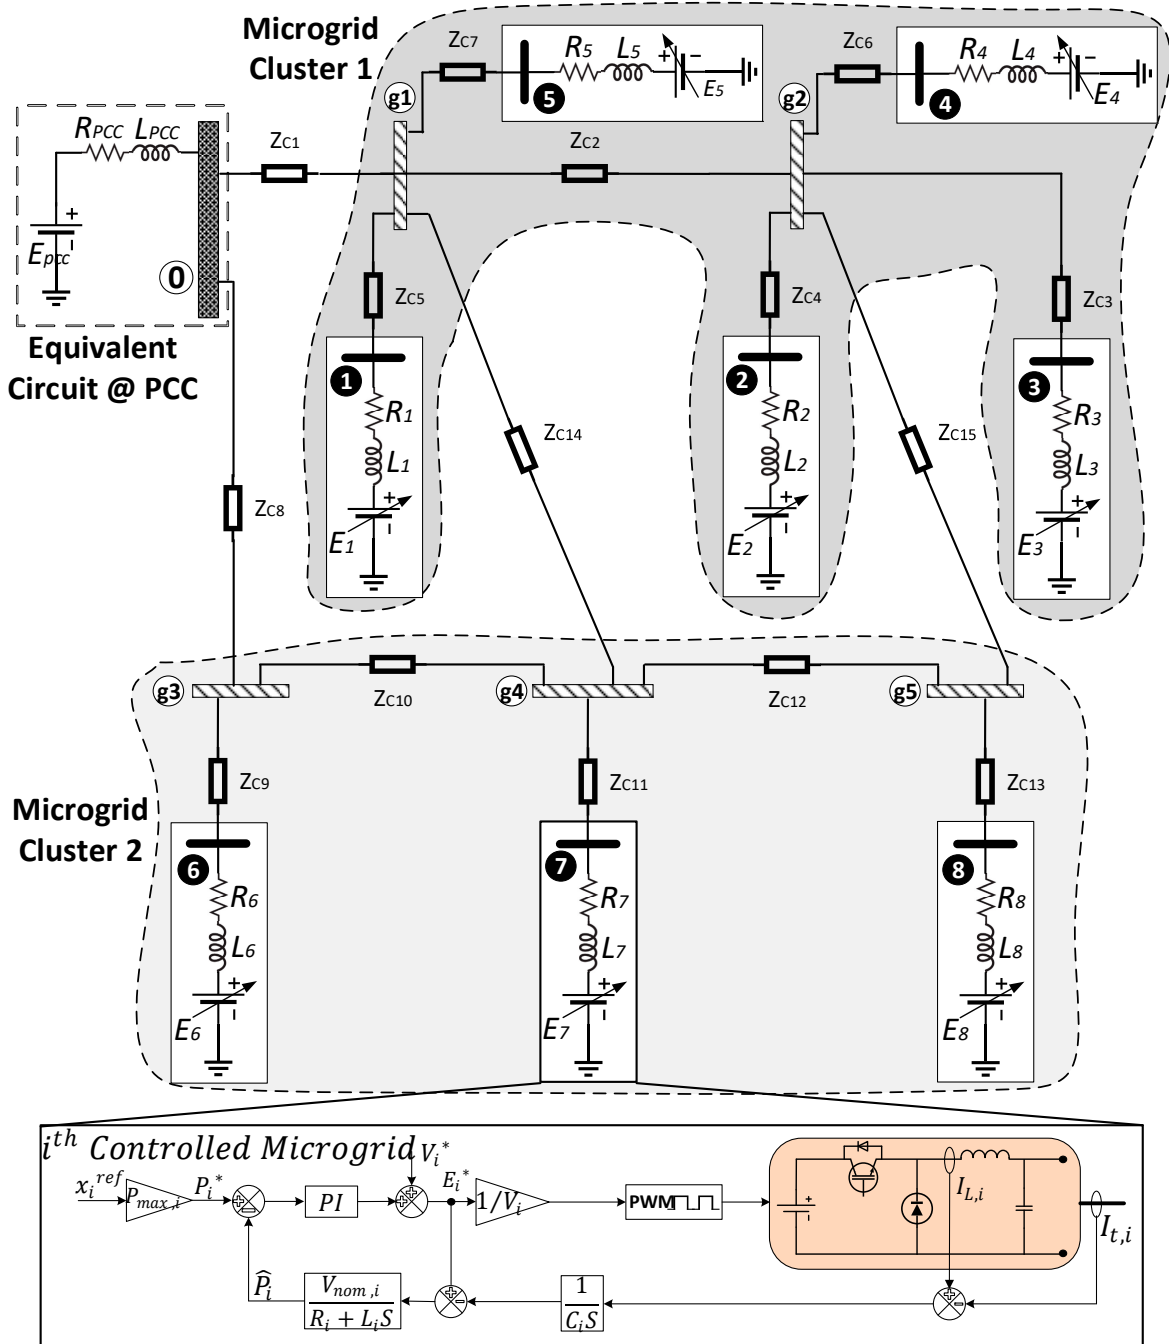 Microgrid
Cluster 1
ZC7
R5
L5
+
−
E5
5
ZC6
R4
L4
+
−
E4
4
g1
g2
RPCC
LPCC
ZC1
ZC2
+
−
Epcc
0
Equivalent
Circuit @ PCC
ZC5
ZC4
ZC3
1
R1
L1
+
−
E1
2
R2
L2
+
−
E2
3
R3
L3
+
−
E3
ZC14
ZC15
ZC8
g3
ZC10
g4
ZC12
g5
ZC9
ZC11
ZC13
Microgrid
Cluster 2
6
R6
L6
+
−
E6
7
R7
L7
+
−
E7
8
R8
L8
+
−
E8
ith Controlled Microgrid
Vi*
xi ref
Pmax,i
Pi*
+
−
PI
+
+
Ei*
1/Vi
PWM
+
−
IL,i
It,i
P̂i
Vnom,i
Ri + LiS
+
−
1
CiS
+
−